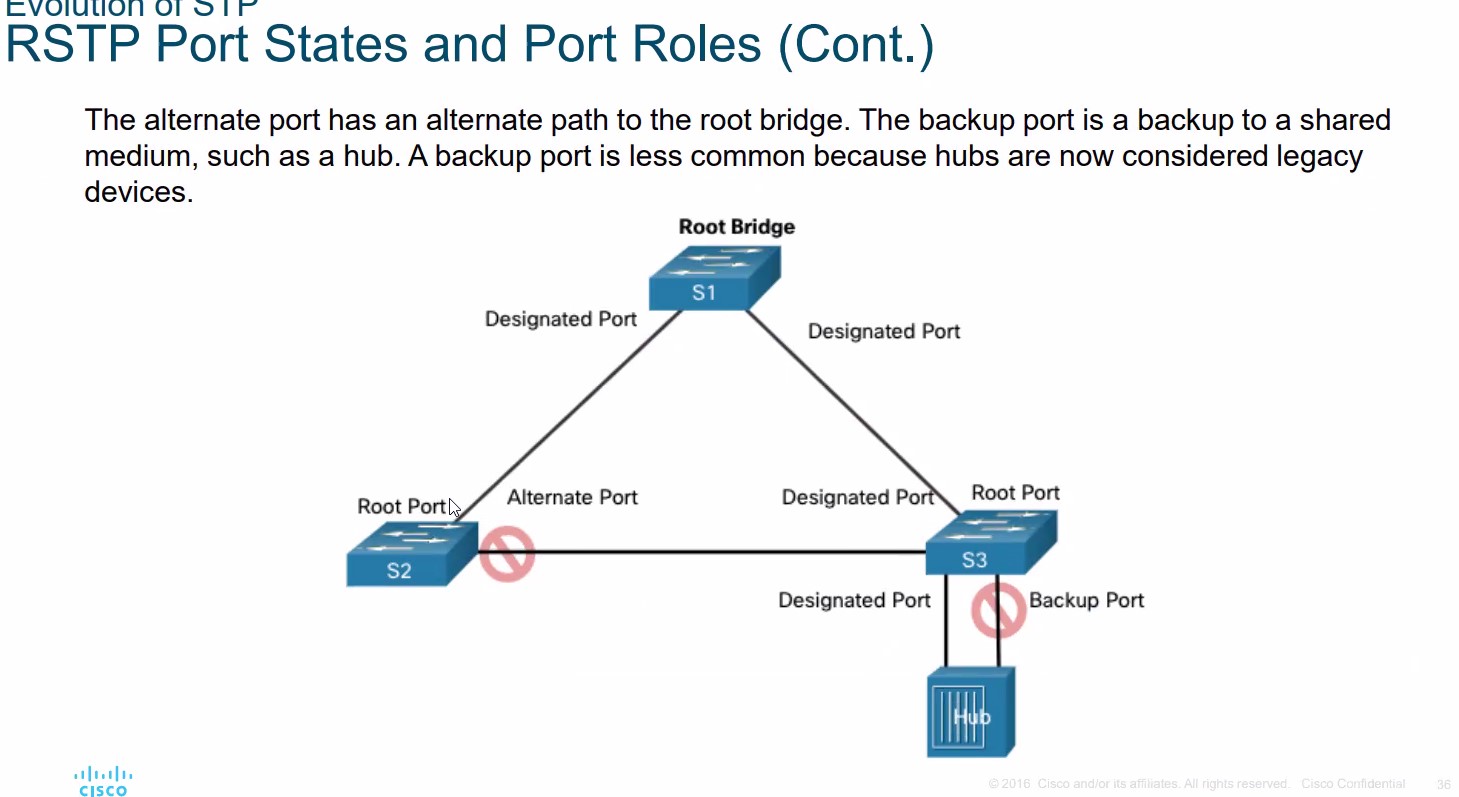 Evolution of STP
RSTP Port States and Port Roles (Cont.)
The alternate port has an alternate path to the root bridge. The backup port is a backup to a shared
medium, such as a hub. A backup port is less common because hubs are now considered legacy
devices.
Root Bridge
S1
Designated Port
Designated Port
Root Port
Alternate Port
Designated Port
Root Port
S2
S3
Designated Port
Backup Port
Hub
CISCO
© 2016 Cisco and/or its affiliates. All rights reserved. Cisco Confidential
36